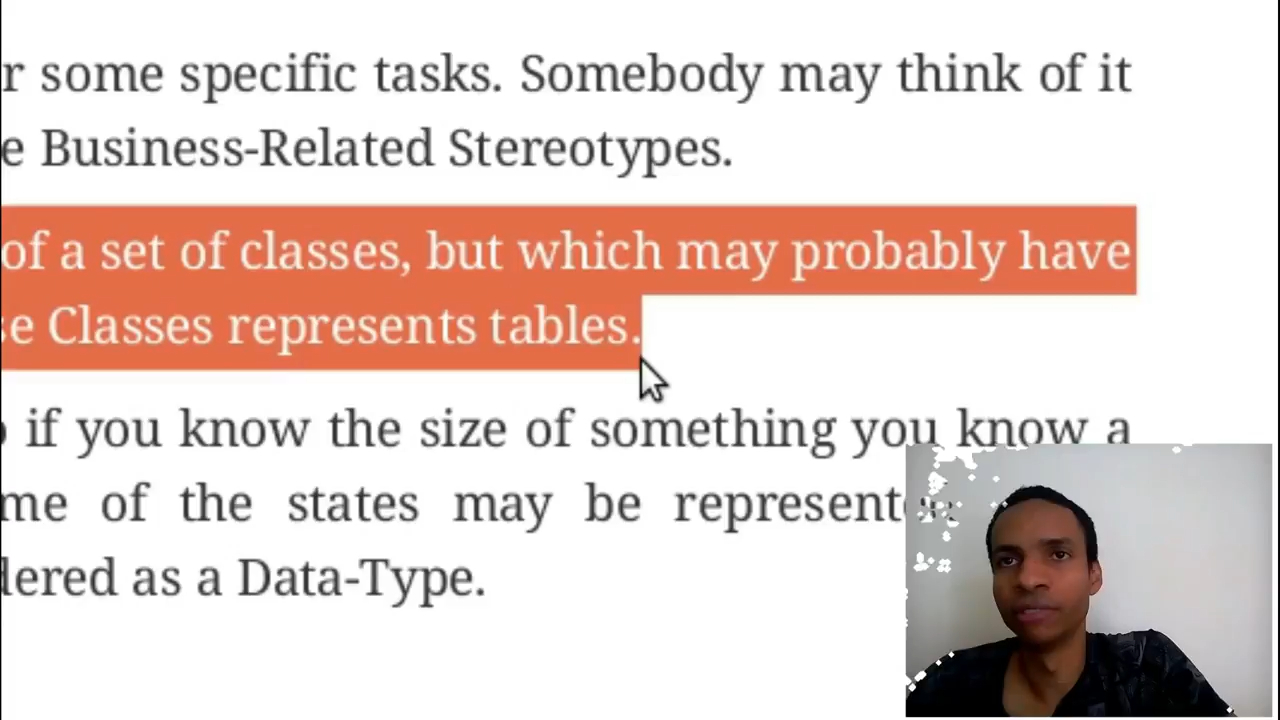 r some specific tasks. Somebody may think of it
e Business-Related Stereotypes.
of a set of classes, but which may probably have
se Classes represents tables.
if you know the size of something you know a
me of the states may be represented
dered as a Data-Type.